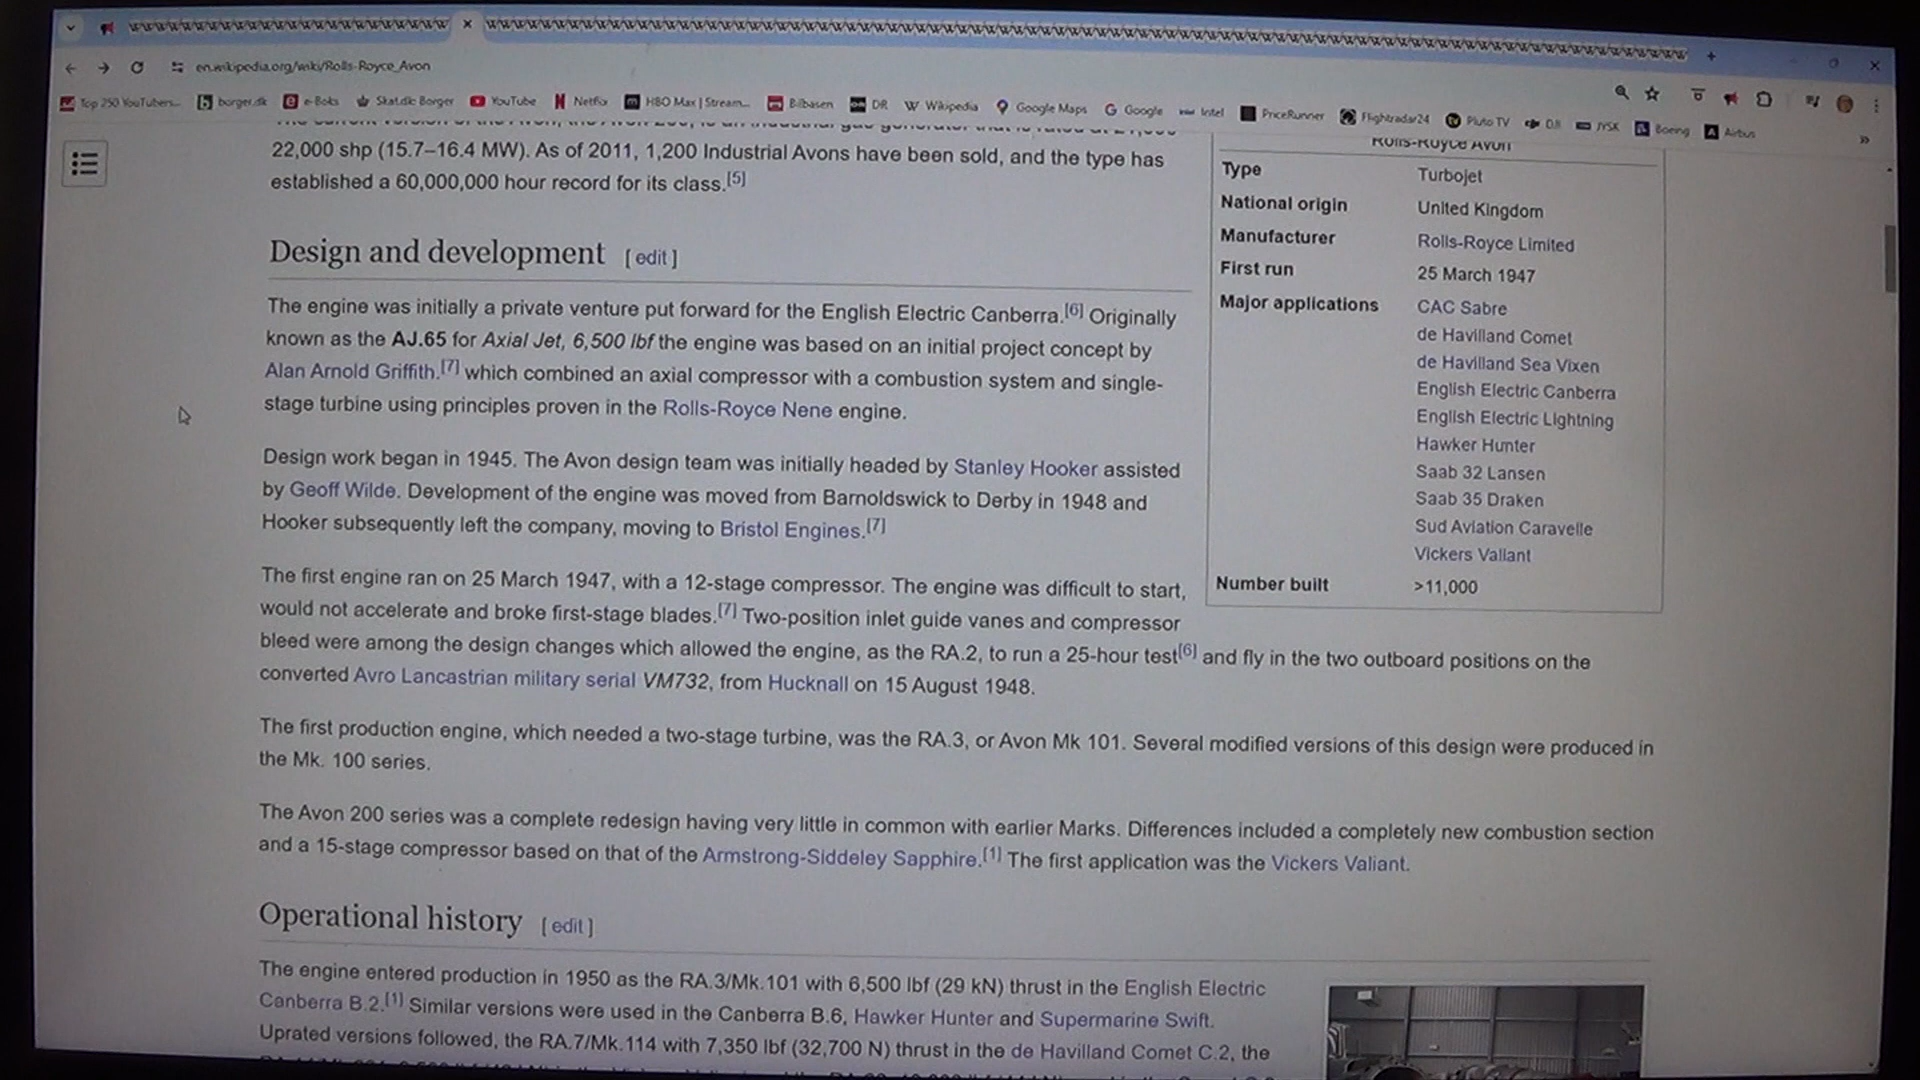 en.wikipedia.org/wiki/Rolls-Royce_Avon
Top 250 YouTubers... borger.dk e-Boks Skat.dk: Borger YouTube Netflix HBO Max | Stream... Bilbasen DR Wikipedia Google Maps Google Intel PriceRunner Flightradar24 Pluto TV DJI JYSK Boeing Airbus
22,000 shp (15.7–16.4 MW). As of 2011, 1,200 Industrial Avons have been sold, and the type has
established a 60,000,000 hour record for its class.[5]
Design and development [ edit ]
The engine was initially a private venture put forward for the English Electric Canberra.[6] Originally
known as the AJ.65 for Axial Jet, 6,500 lbf the engine was based on an initial project concept by
Alan Arnold Griffith.[7] which combined an axial compressor with a combustion system and single-
stage turbine using principles proven in the Rolls-Royce Nene engine.
Design work began in 1945. The Avon design team was initially headed by Stanley Hooker assisted
by Geoff Wilde. Development of the engine was moved from Barnoldswick to Derby in 1948 and
Hooker subsequently left the company, moving to Bristol Engines.[7]
The first engine ran on 25 March 1947, with a 12-stage compressor. The engine was difficult to start,
would not accelerate and broke first-stage blades.[7] Two-position inlet guide vanes and compressor
bleed were among the design changes which allowed the engine, as the RA.2, to run a 25-hour test[6] and fly in the two outboard positions on the
converted Avro Lancastrian military serial VM732, from Hucknall on 15 August 1948.
The first production engine, which needed a two-stage turbine, was the RA.3, or Avon Mk 101. Several modified versions of this design were produced in
the Mk. 100 series.
The Avon 200 series was a complete redesign having very little in common with earlier Marks. Differences included a completely new combustion section
and a 15-stage compressor based on that of the Armstrong-Siddeley Sapphire.[1] The first application was the Vickers Valiant.
Operational history [ edit ]
The engine entered production in 1950 as the RA.3/Mk.101 with 6,500 lbf (29 kN) thrust in the English Electric
Canberra B.2.[1] Similar versions were used in the Canberra B.6, Hawker Hunter and Supermarine Swift.
Uprated versions followed, the RA.7/Mk.114 with 7,350 lbf (32,700 N) thrust in the de Havilland Comet C.2, the
Rolls-Royce Avon
Type Turbojet
National origin United Kingdom
Manufacturer Rolls-Royce Limited
First run 25 March 1947
Major applications CAC Sabre
de Havilland Comet
de Havilland Sea Vixen
English Electric Canberra
English Electric Lightning
Hawker Hunter
Saab 32 Lansen
Saab 35 Draken
Sud Aviation Caravelle
Vickers Valiant
Number built >11,000